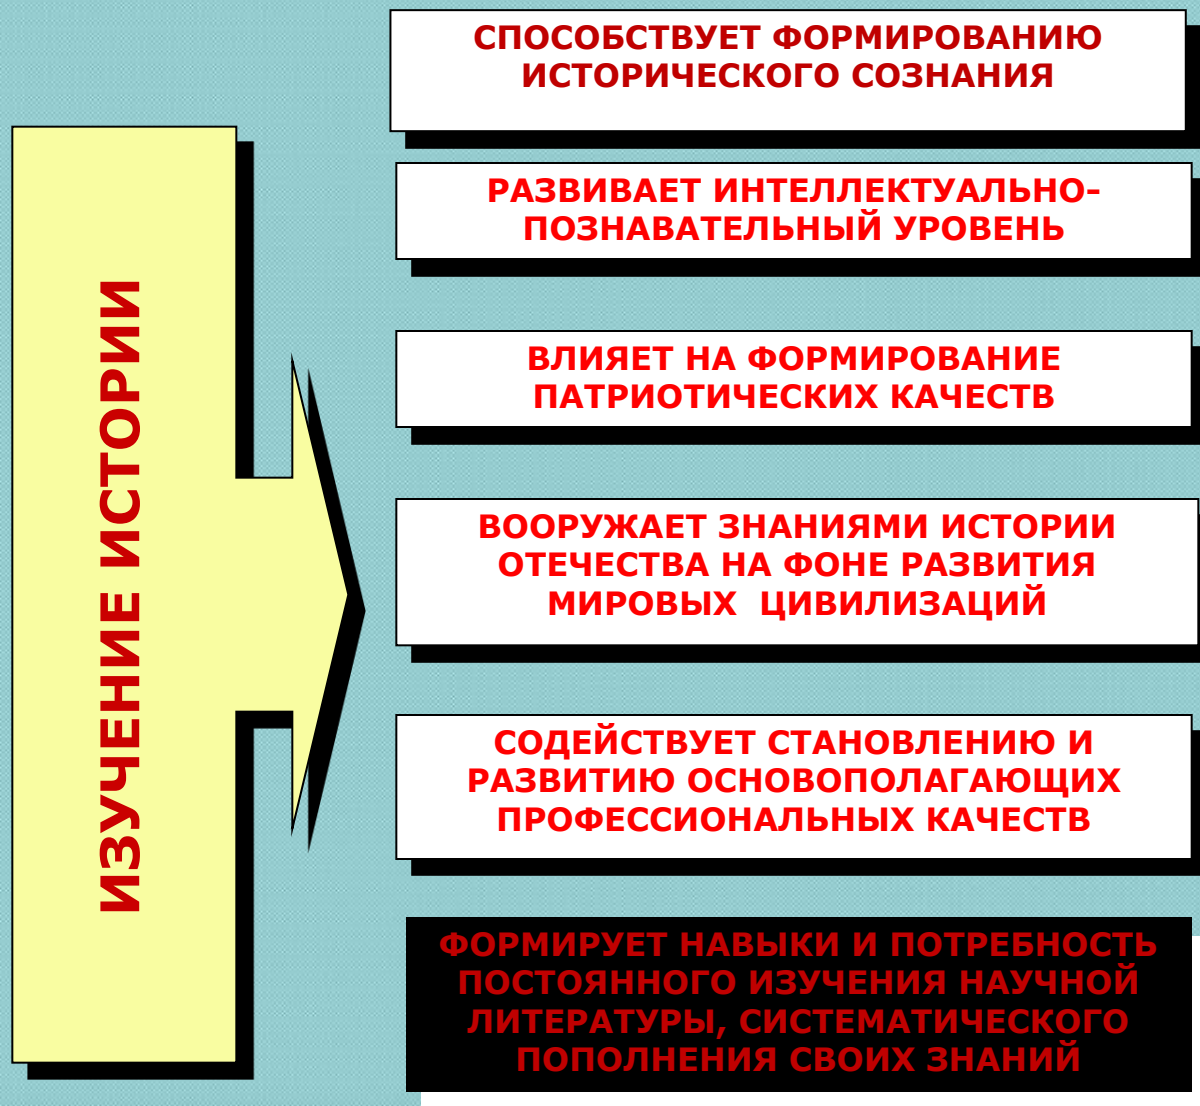 ИЗУЧЕНИЕ ИСТОРИИ
СПОСОБСТВУЕТ ФОРМИРОВАНИЮ
ИСТОРИЧЕСКОГО СОЗНАНИЯ
РАЗВИВАЕТ ИНТЕЛЛЕКТУАЛЬНО–
ПОЗНАВАТЕЛЬНЫЙ УРОВЕНЬ
ВЛИЯЕТ НА ФОРМИРОВАНИЕ
ПАТРИОТИЧЕСКИХ КАЧЕСТВ
ВООРУЖАЕТ ЗНАНИЯМИ ИСТОРИИ
ОТЕЧЕСТВА НА ФОНЕ РАЗВИТИЯ
МИРОВЫХ  ЦИВИЛИЗАЦИЙ
СОДЕЙСТВУЕТ СТАНОВЛЕНИЮ И
РАЗВИТИЮ ОСНОВОПОЛАГАЮЩИХ
ПРОФЕССИОНАЛЬНЫХ КАЧЕСТВ
ФОРМИРУЕТ НАВЫКИ И ПОТРЕБНОСТЬ
ПОСТОЯННОГО ИЗУЧЕНИЯ НАУЧНОЙ
ЛИТЕРАТУРЫ, СИСТЕМАТИЧЕСКОГО
ПОПОЛНЕНИЯ СВОИХ ЗНАНИЙ